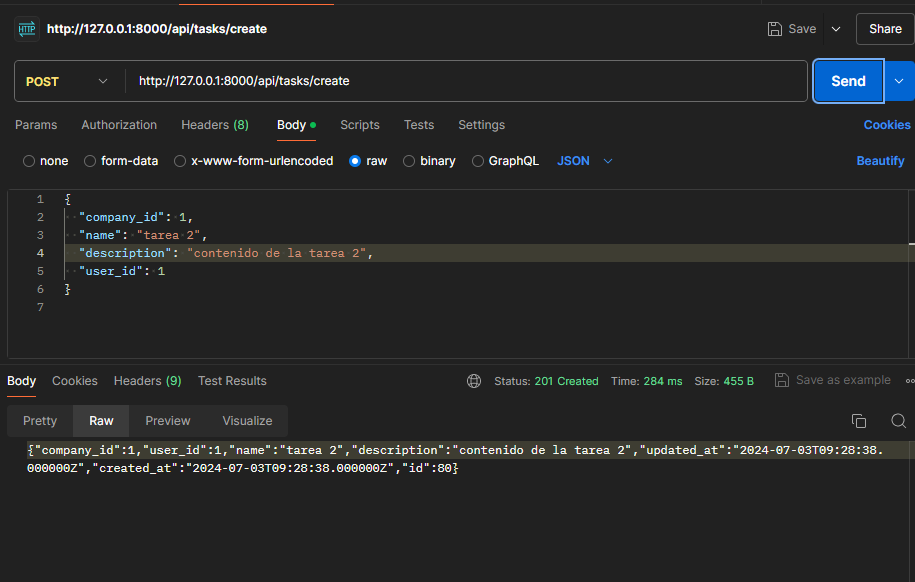 HTTP http://127.0.0.1:8000/api/tasks/create Save Share
POST http://127.0.0.1:8000/api/tasks/create Send
Params Authorization Headers (8) Body Scripts Tests Settings Cookies
none form-data x-www-form-urlencoded raw binary GraphQL JSON Beautify
1 {
2 "company_id": 1,
3 "name": "tarea 2",
4 "description": "contenido de la tarea 2",
5 "user_id": 1
6 }
7
Body Cookies Headers (9) Test Results Status: 201 Created Time: 284 ms Size: 455 B Save as example
Pretty Raw Preview Visualize
{"company_id":1,"user_id":1,"name":"tarea 2","description":"contenido de la tarea 2","updated_at":"2024-07-03T09:28:38.
000000Z","created_at":"2024-07-03T09:28:38.000000Z","id":80}